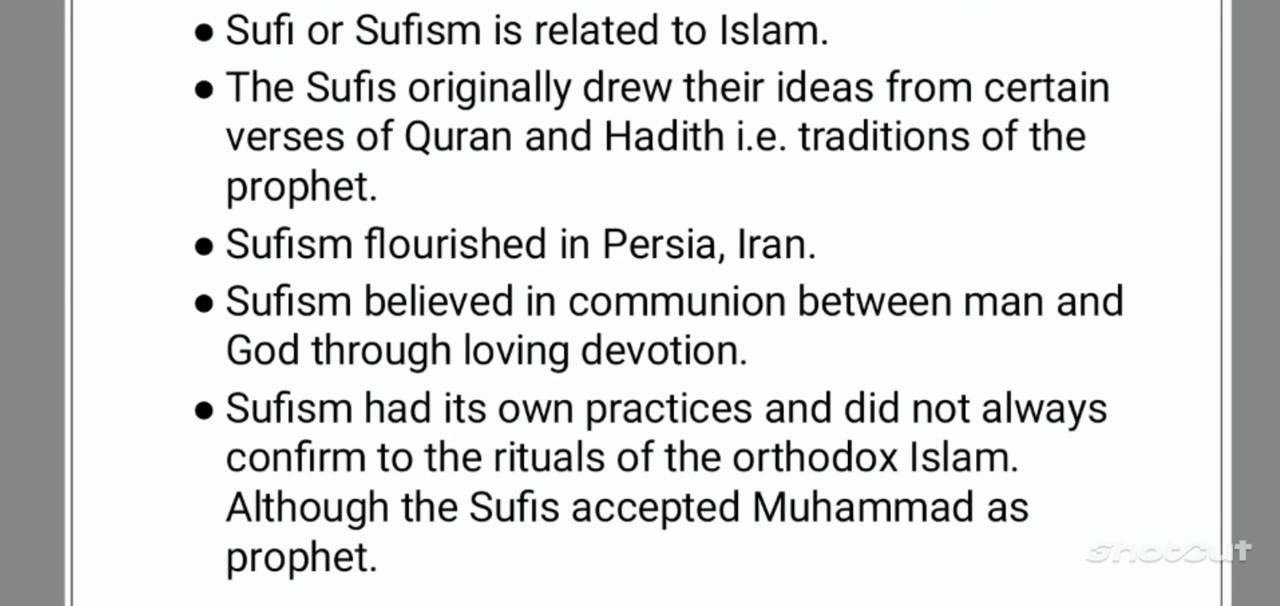 ● Sufi or Sufism is related to Islam.
● The Sufis originally drew their ideas from certain
verses of Quran and Hadith i.e. traditions of the
prophet.
● Sufism flourished in Persia, Iran.
● Sufism believed in communion between man and
God through loving devotion.
● Sufism had its own practices and did not always
confirm to the rituals of the orthodox Islam.
Although the Sufis accepted Muhammad as
prophet.
Shotcut